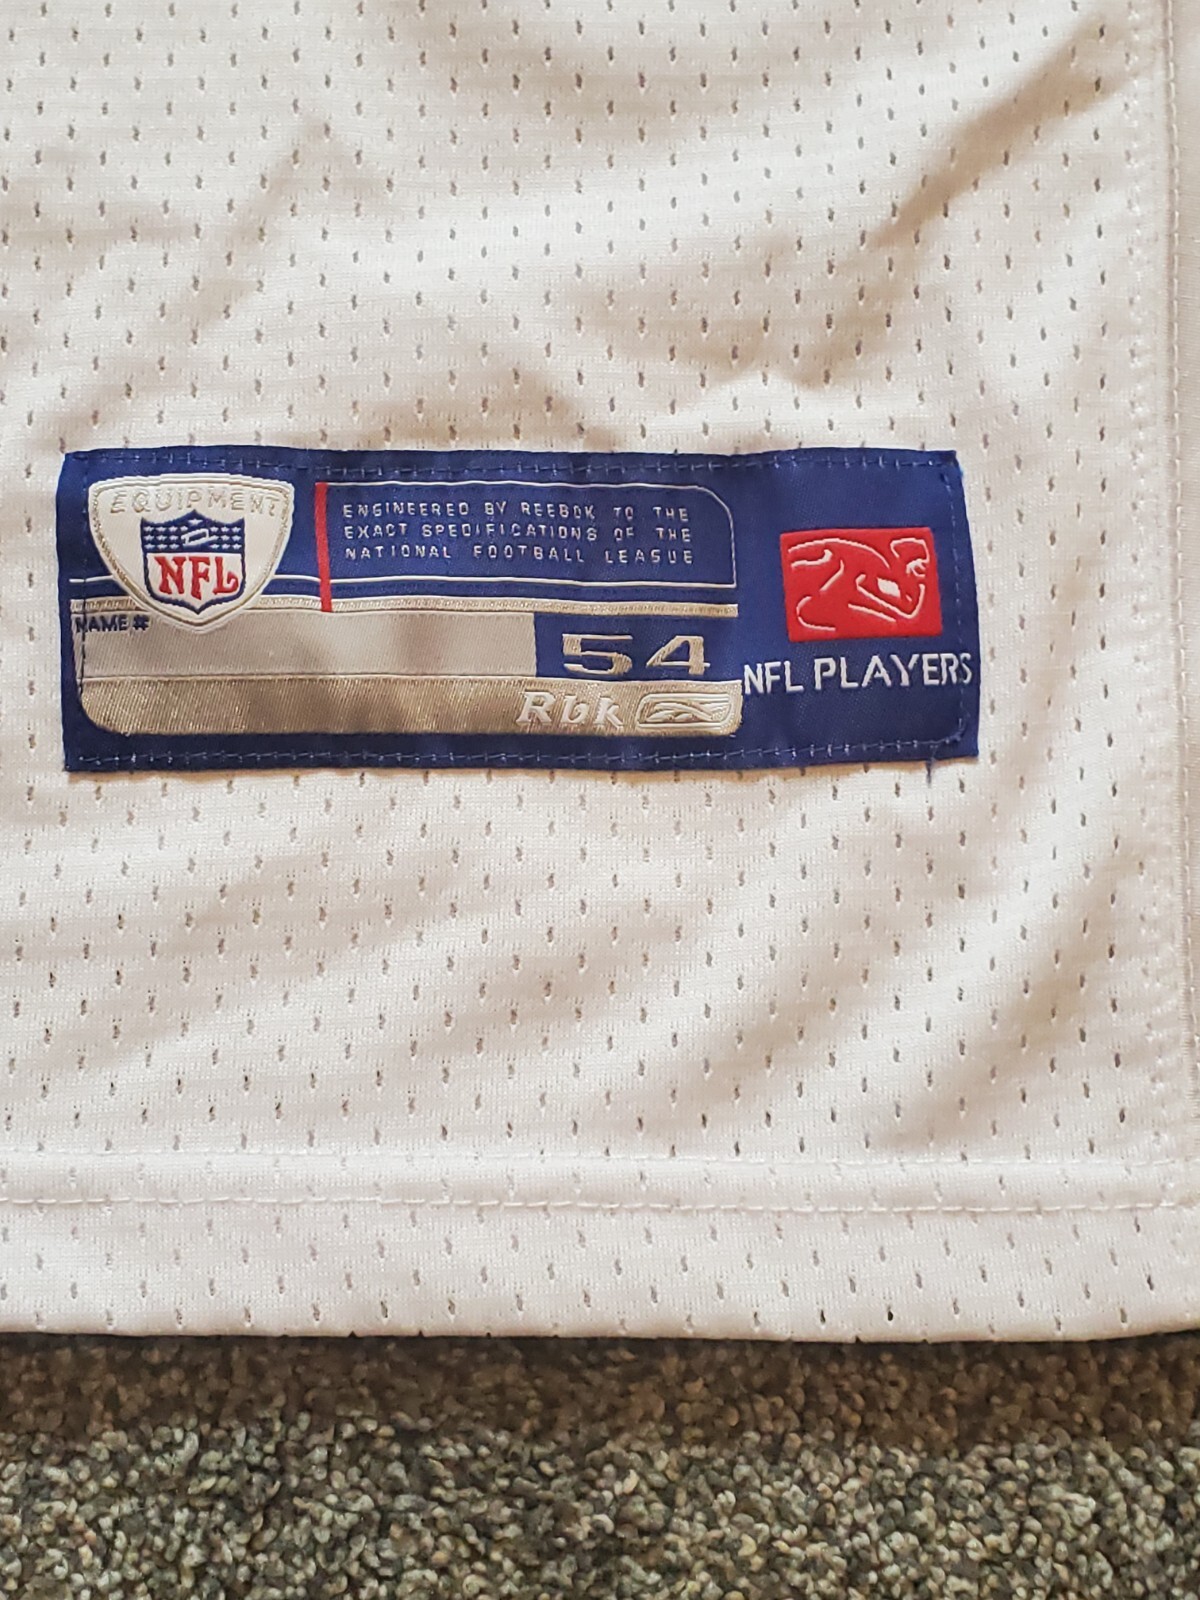 EQUIPMENT
NFL
ENGINEERED BY REEBOK TO THE
EXACT SPECIFICATIONS OF THE
NATIONAL FOOTBALL LEAGUE
NAME #
54
Rbk
NFL PLAYERS